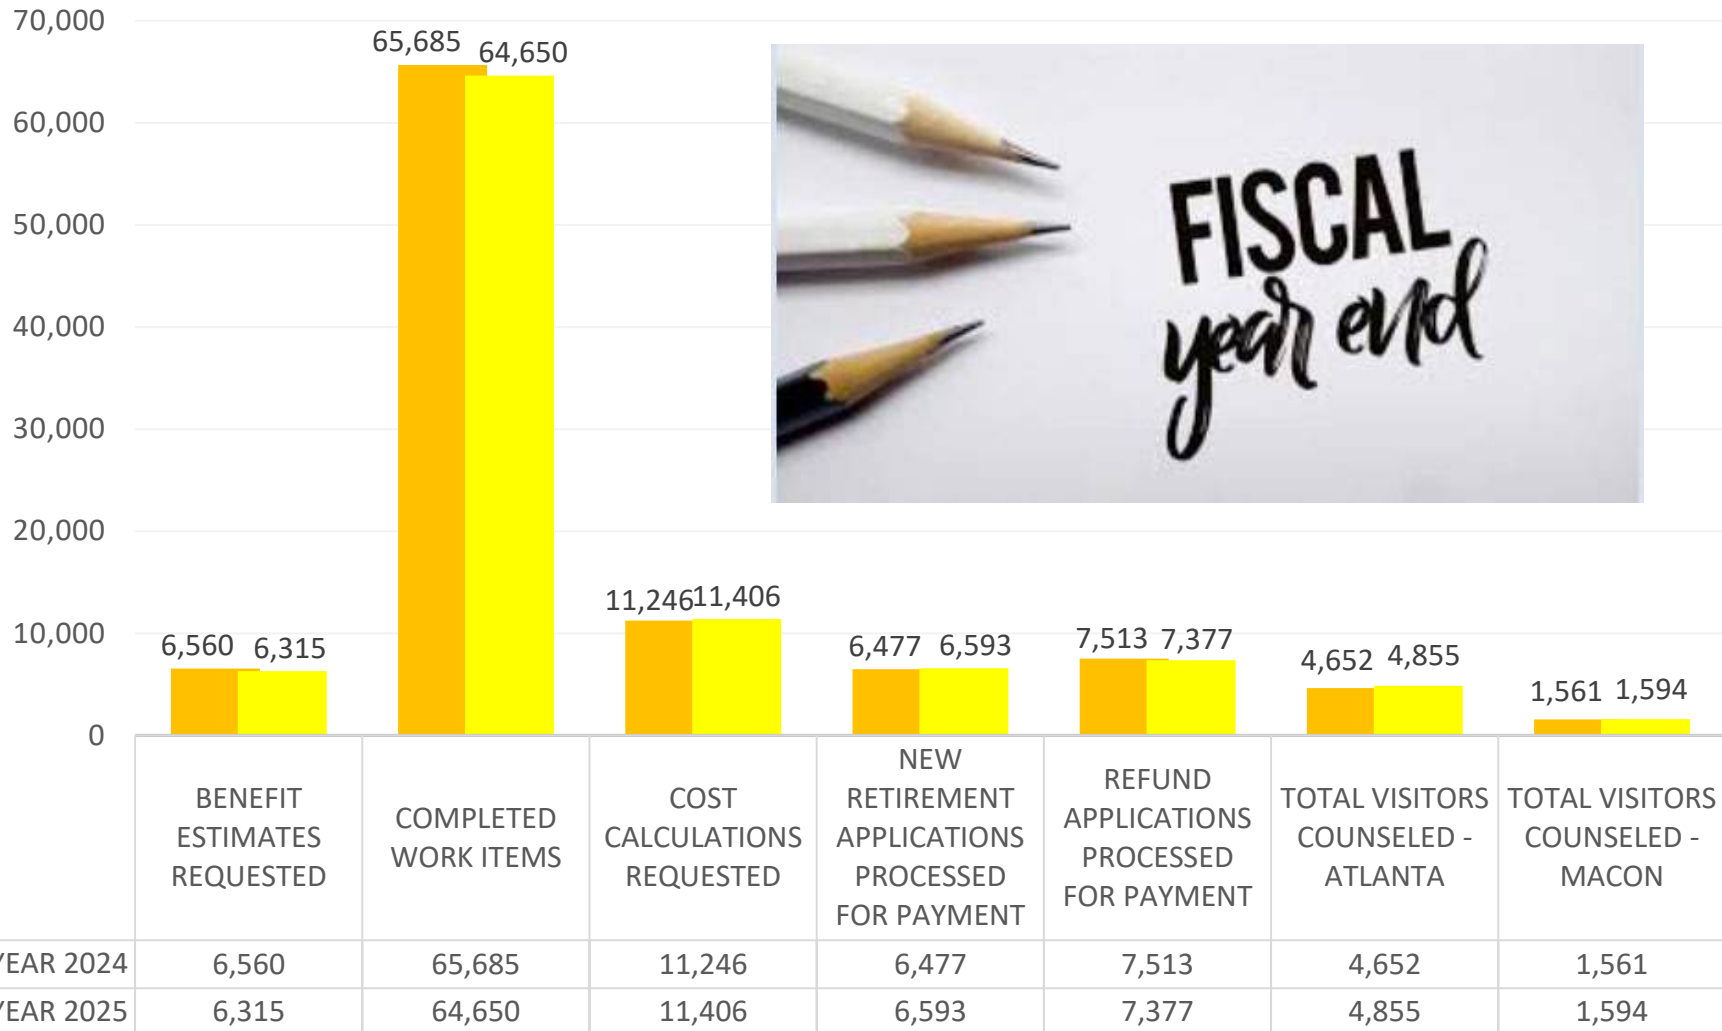 70,000
60,000
50,000
40,000
30,000
20,000
10,000
0
65,685 64,650
11,246 11,406
6,560 6,315
6,477 6,593
7,513 7,377
4,652 4,855
1,561 1,594
FISCAL
year end
BENEFIT
ESTIMATES
REQUESTED
COMPLETED
WORK ITEMS
COST
CALCULATIONS
REQUESTED
NEW
RETIREMENT
APPLICATIONS
PROCESSED
FOR PAYMENT
REFUND
APPLICATIONS
PROCESSED
FOR PAYMENT
TOTAL VISITORS
COUNSELED -
ATLANTA
TOTAL VISITORS
COUNSELED -
MACON
YEAR 2024 6,560 65,685 11,246 6,477 7,513 4,652 1,561
YEAR 2025 6,315 64,650 11,406 6,593 7,377 4,855 1,594